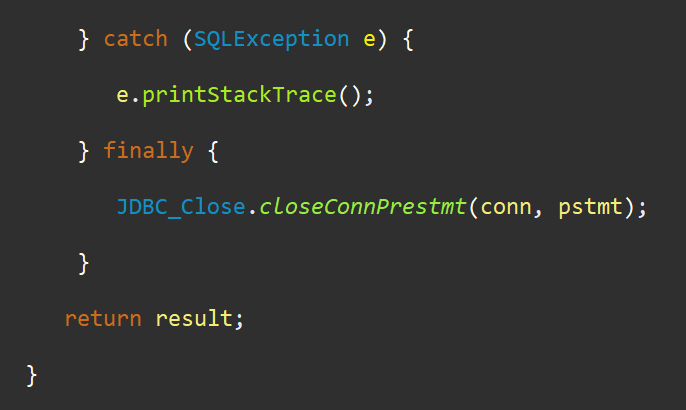 } catch (SQLException e) {
e.printStackTrace();
} finally {
JDBC_Close.closeConnPrestmt(conn, pstmt);
}
return result;
}